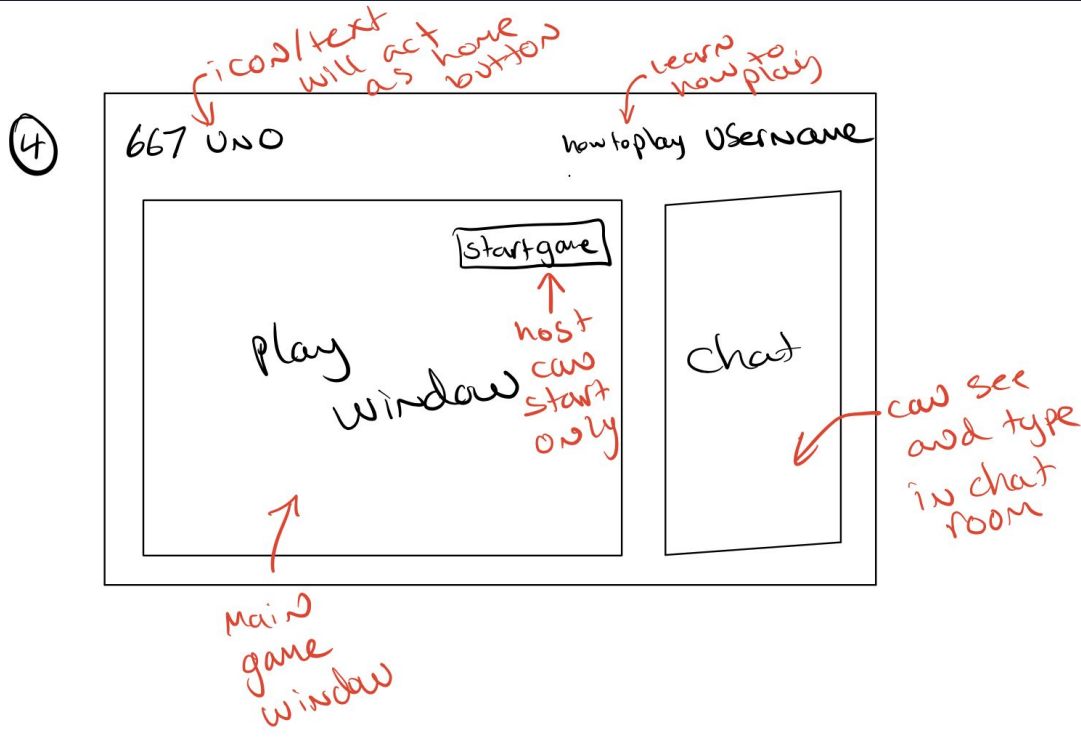 icon/text
will act
as home
button
Learn
how to
play
4
667 UNO
how to play Username
start game
play
window
host
can
start
only
chat
can see
and type
in chat
room
Main
game
window